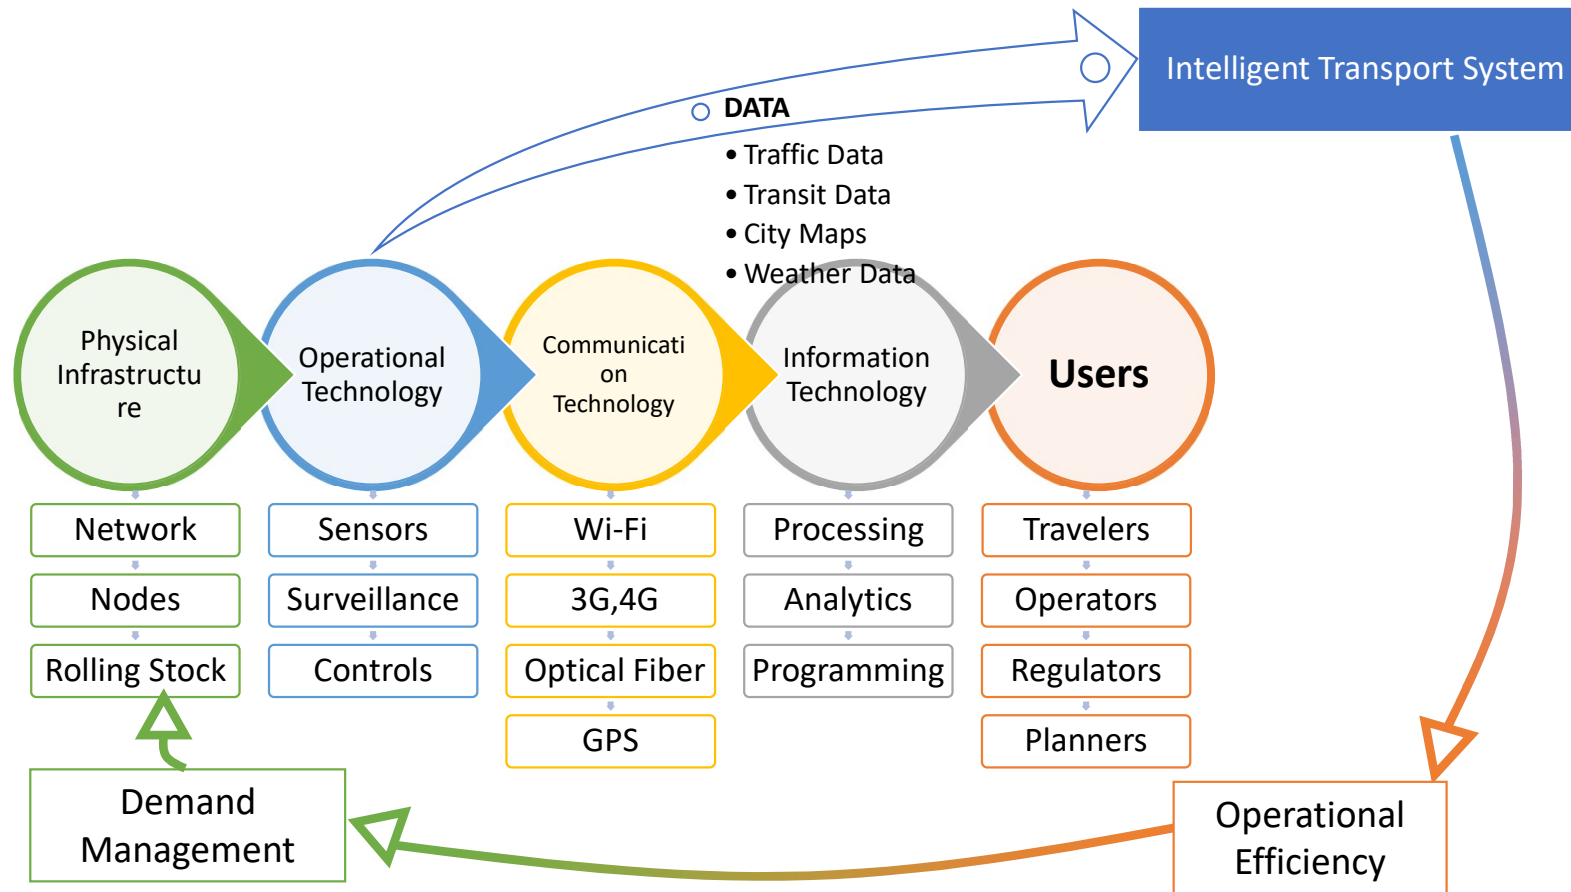 Intelligent Transport System
DATA
• Traffic Data
• Transit Data
• City Maps
• Weather Data
Physical
Infrastructu
re
Operational
Technology
Communicati
on
Technology
Information
Technology
Users
Network
Nodes
Rolling Stock
Sensors
Surveillance
Controls
Wi-Fi
3G,4G
Optical Fiber
GPS
Processing
Analytics
Programming
Travelers
Operators
Regulators
Planners
Demand
Management
Operational
Efficiency